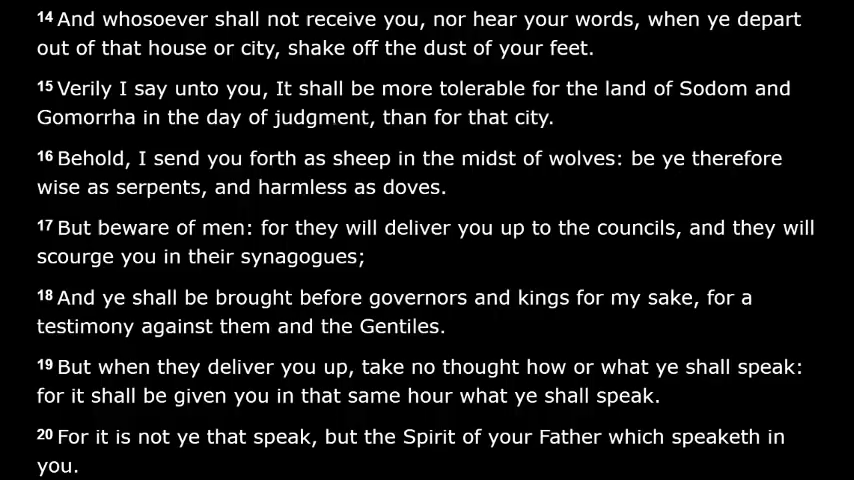 14 And whosoever shall not receive you, nor hear your words, when ye depart
out of that house or city, shake off the dust of your feet.
15 Verily I say unto you, It shall be more tolerable for the land of Sodom and
Gomorrha in the day of judgment, than for that city.
16 Behold, I send you forth as sheep in the midst of wolves: be ye therefore
wise as serpents, and harmless as doves.
17 But beware of men: for they will deliver you up to the councils, and they will
scourge you in their synagogues;
18 And ye shall be brought before governors and kings for my sake, for a
testimony against them and the Gentiles.
19 But when they deliver you up, take no thought how or what ye shall speak:
for it shall be given you in that same hour what ye shall speak.
20 For it is not ye that speak, but the Spirit of your Father which speaketh in
you.